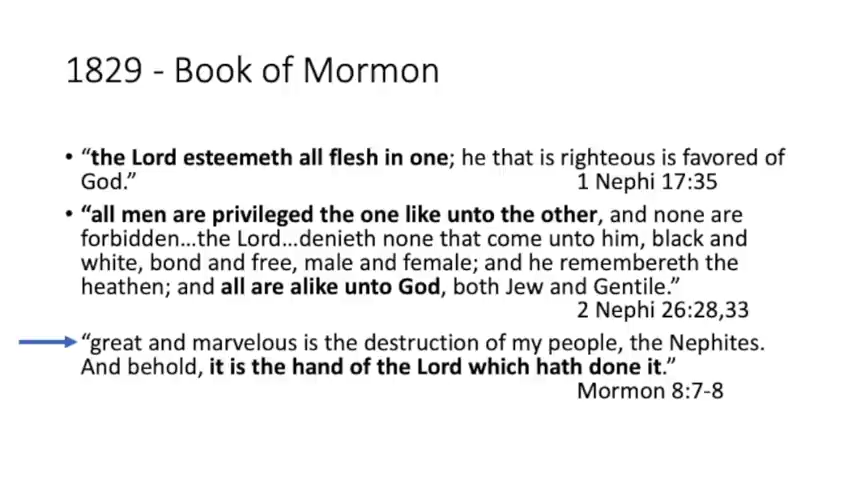 1829 - Book of Mormon
• “the Lord esteemeth all flesh in one; he that is righteous is favored of
God.” 1 Nephi 17:35
• “all men are privileged the one like unto the other, and none are
forbidden…the Lord…denieth none that come unto him, black and
white, bond and free, male and female; and he remembereth the
heathen; and all are alike unto God, both Jew and Gentile.”
2 Nephi 26:28,33
“great and marvelous is the destruction of my people, the Nephites.
And behold, it is the hand of the Lord which hath done it.”
Mormon 8:7-8